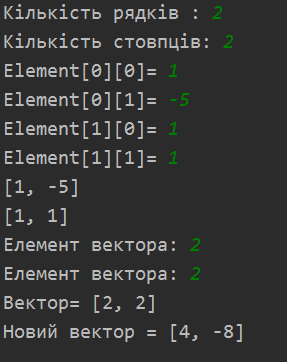 Кількість рядків : 2
Кількість стовпців: 2
Element[0][0]= 1
Element[0][1]= -5
Element[1][0]= 1
Element[1][1]= 1
[1, -5]
[1, 1]
Елемент вектора: 2
Елемент вектора: 2
Вектор= [2, 2]
Новий вектор = [4, -8]